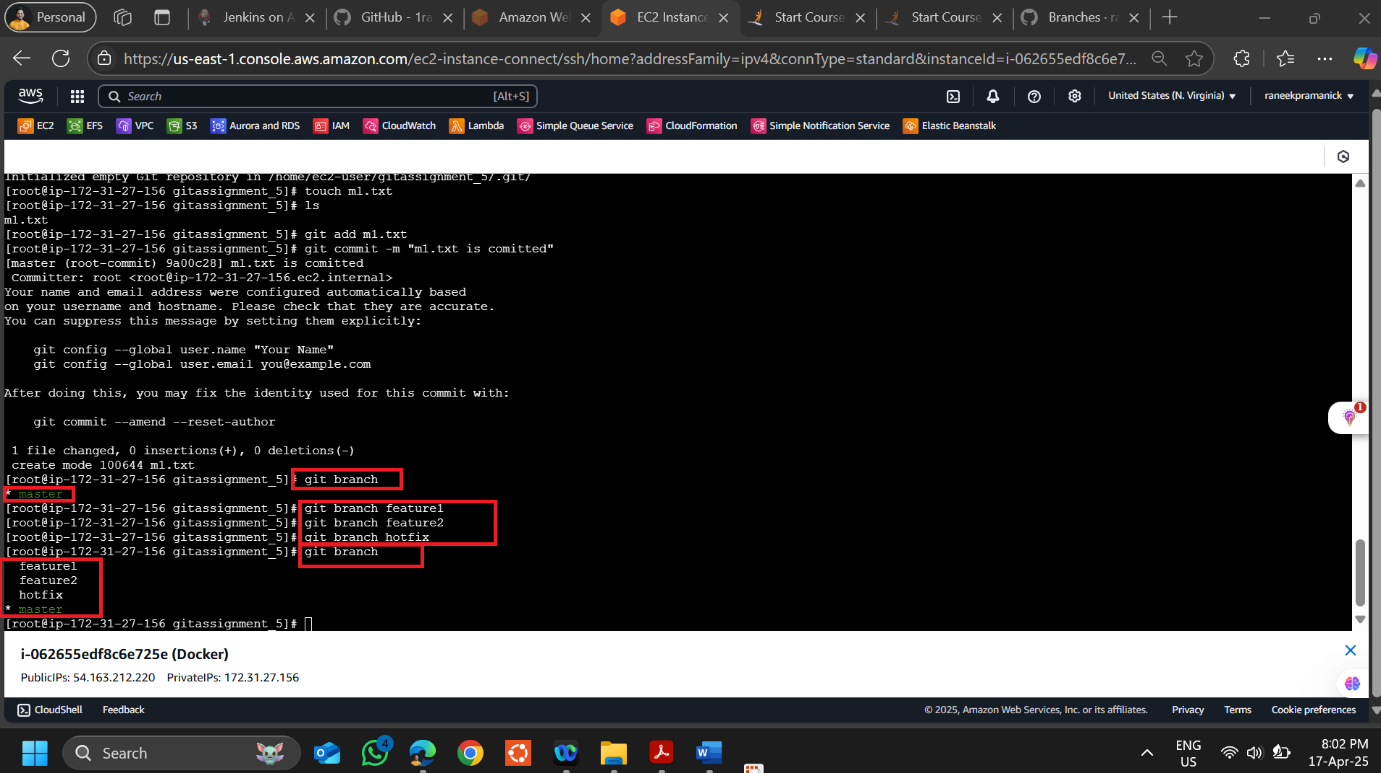 Personal
Jenkins on A
GitHub - 1ra
Amazon We
EC2 Instance
Start Course
Start Course
Branches · ra
https://us-east-1.console.aws.amazon.com/ec2-instance-connect/ssh/home?addressFamily=ipv4&connType=standard&instanceId=i-062655edf8c6e7...
aws
Search
[Alt+S]
United States (N. Virginia)
raneekpramanick
EC2
EFS
VPC
S3
Aurora and RDS
IAM
CloudWatch
Lambda
Simple Queue Service
CloudFormation
Simple Notification Service
Elastic Beanstalk
Initialized empty Git repository in /home/ec2-user/gitassignment_5/.git/
[root@ip-172-31-27-156 gitassignment_5]# touch m1.txt
[root@ip-172-31-27-156 gitassignment_5]# ls
m1.txt
[root@ip-172-31-27-156 gitassignment_5]# git add m1.txt
[root@ip-172-31-27-156 gitassignment_5]# git commit -m "m1.txt is comitted"
[master (root-commit) 9a00c28] m1.txt is comitted
 Committer: root <root@ip-172-31-27-156.ec2.internal>
Your name and email address were configured automatically based
on your username and hostname. Please check that they are accurate.
You can suppress this message by setting them explicitly:
    git config --global user.name "Your Name"
    git config --global user.email you@example.com
After doing this, you may fix the identity used for this commit with:
    git commit --amend --reset-author
 1 file changed, 0 insertions(+), 0 deletions(-)
 create mode 100644 m1.txt
[root@ip-172-31-27-156 gitassignment_5]# git branch
* master
[root@ip-172-31-27-156 gitassignment_5]# git branch feature1
[root@ip-172-31-27-156 gitassignment_5]# git branch feature2
[root@ip-172-31-27-156 gitassignment_5]# git branch hotfix
[root@ip-172-31-27-156 gitassignment_5]# git branch
  feature1
  feature2
  hotfix
* master
[root@ip-172-31-27-156 gitassignment_5]#
1
i-062655edf8c6e725e (Docker)
PublicIPs: 54.163.212.220 PrivateIPs: 172.31.27.156
CloudShell
Feedback
© 2025, Amazon Web Services, Inc. or its affiliates.
Privacy
Terms
Cookie preferences
Search
4
ENG
US
8:02 PM
17-Apr-25